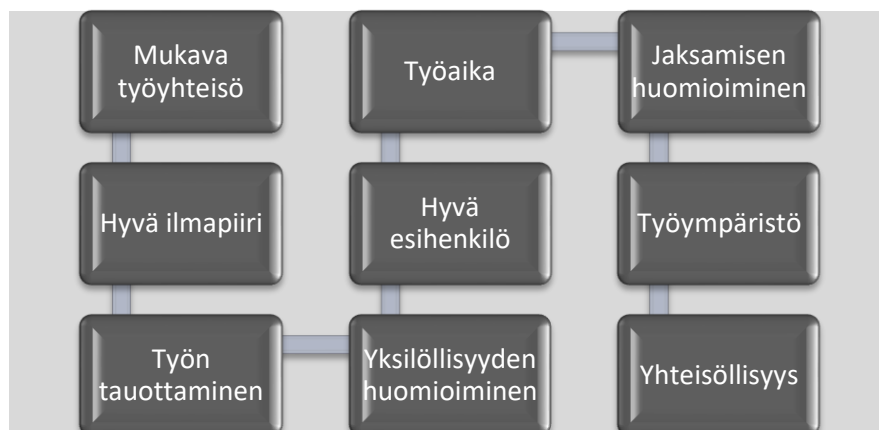 Mukava
työyhteisö
Hyvä ilmapiiri
Työn
tauottaminen
Yksilöllisyyden
huomioiminen
Hyvä
esihenkilö
Työaika
Jaksamisen
huomioiminen
Työympäristö
Yhteisöllisyys